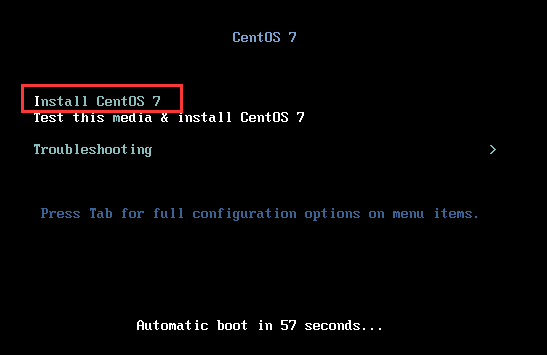 CentOS 7
Install CentOS 7
Test this media & install CentOS 7
Troubleshooting >
Press Tab for full configuration options on menu items.
Automatic boot in 57 seconds...